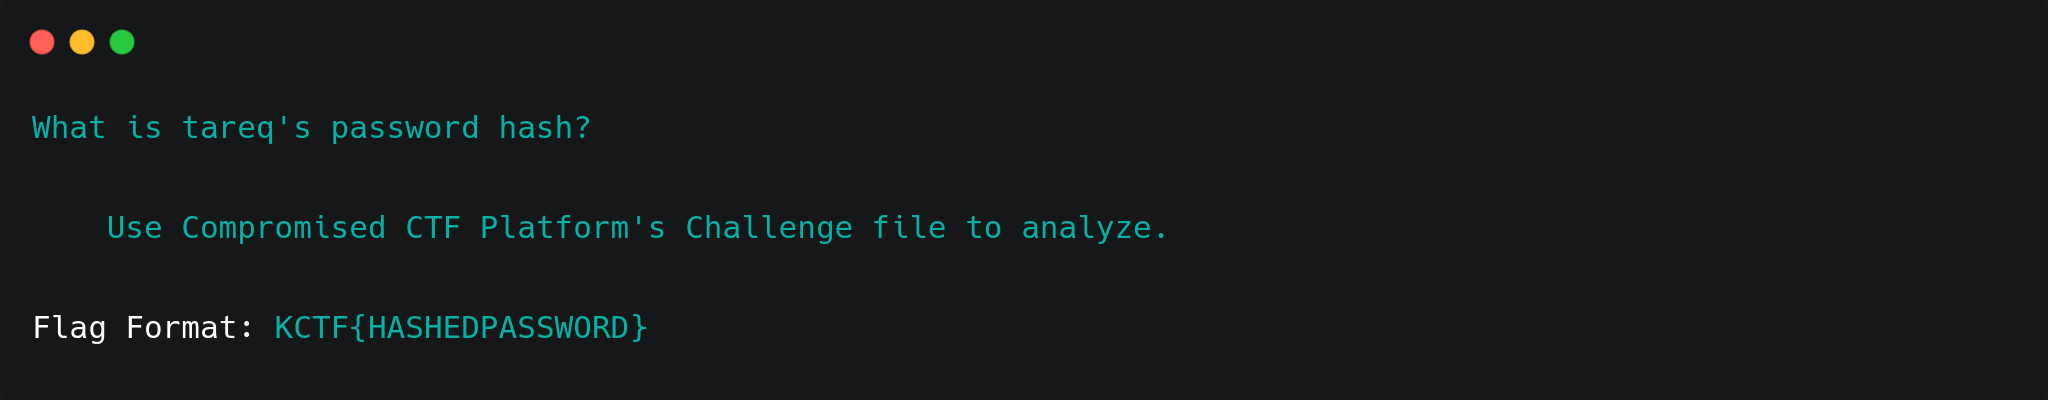 What is tareq's password hash?
Use Compromised CTF Platform's Challenge file to analyze.
Flag Format: KCTF{HASHEDPASSWORD}